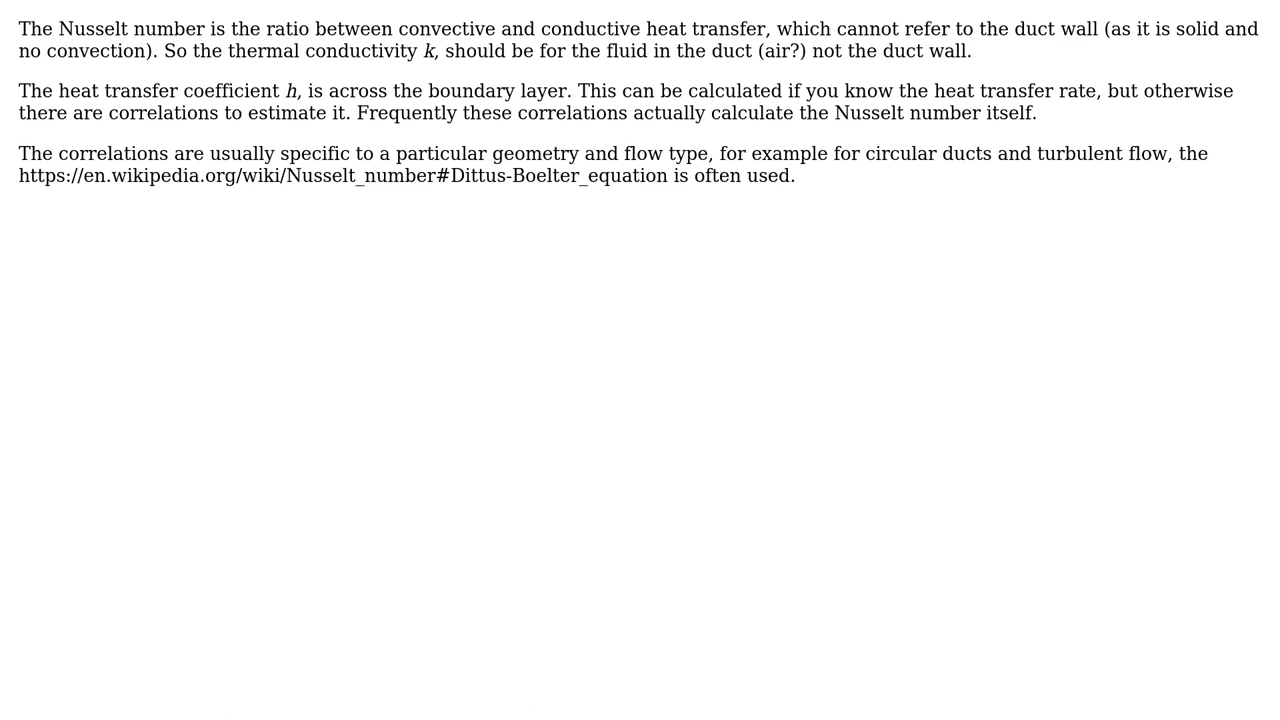 The Nusselt number is the ratio between convective and conductive heat transfer, which cannot refer to the duct wall (as it is solid and
no convection). So the thermal conductivity k, should be for the fluid in the duct (air?) not the duct wall.
The heat transfer coefficient h, is across the boundary layer. This can be calculated if you know the heat transfer rate, but otherwise
there are correlations to estimate it. Frequently these correlations actually calculate the Nusselt number itself.
The correlations are usually specific to a particular geometry and flow type, for example for circular ducts and turbulent flow, the
https://en.wikipedia.org/wiki/Nusselt_number#Dittus-Boelter_equation is often used.